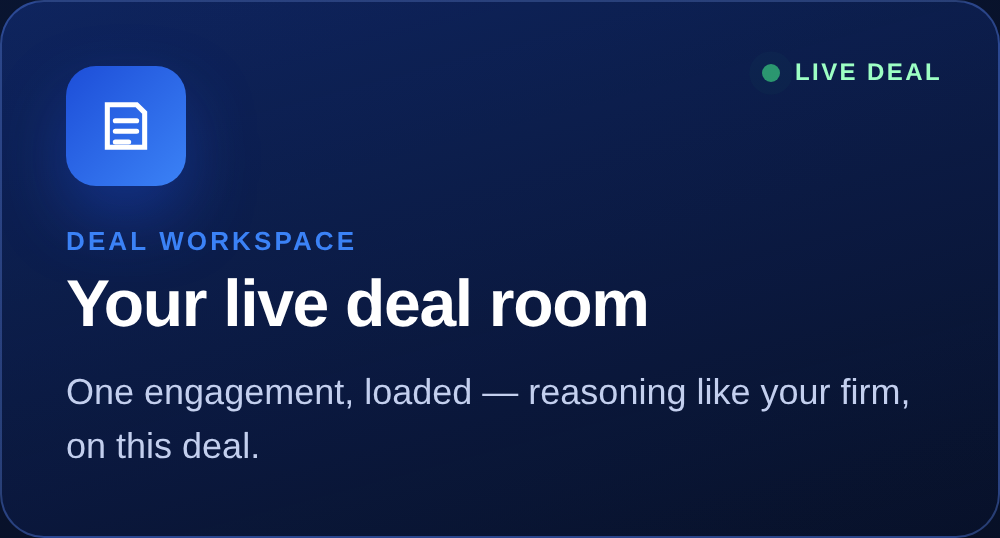 LIVE DEAL
DEAL WORKSPACE
Your live deal room
One engagement, loaded — reasoning like your firm,
on this deal.